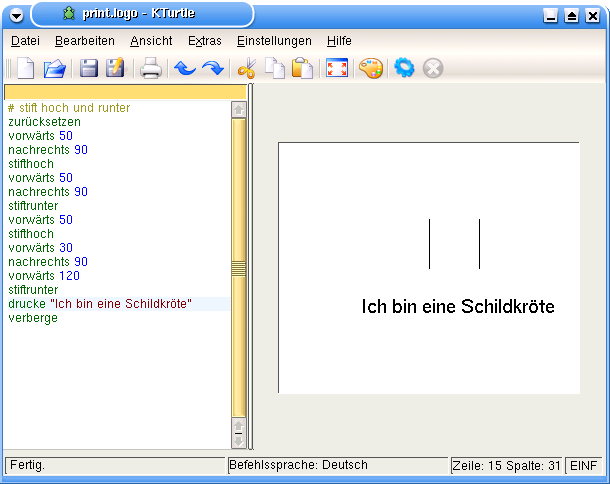 print.logo - KTurtle
Datei Bearbeiten Ansicht Extras Einstellungen Hilfe
# stift hoch und runter
zurücksetzen
vorwärts 50
nachrechts 90
stifthoch
vorwärts 50
nachrechts 90
stiftrunter
vorwärts 50
stifthoch
vorwärts 30
nachrechts 90
vorwärts 120
stiftrunter
drucke "Ich bin eine Schildkröte"
verberge
Ich bin eine Schildkröte
Fertig. Befehlssprache: Deutsch Zeile: 15 Spalte: 31 EINF